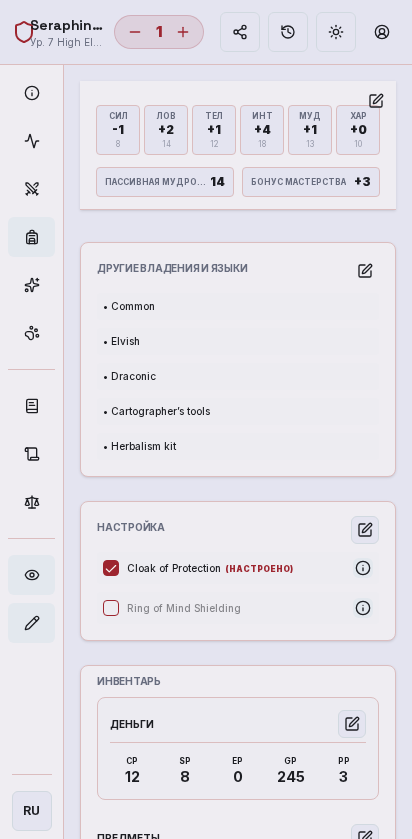 Seraphin…
Ур. 7 High El…
1
СИЛ ЛОВ ТЕЛ ИНТ МУД ХАР
-1 +2 +1 +4 +1 +0
8 14 12 18 13 10
ПАССИВНАЯ МУДРО… 14 БОНУС МАСТЕРСТВА +3
ДРУГИЕ ВЛАДЕНИЯ И ЯЗЫКИ
• Common
• Elvish
• Draconic
• Cartographer's tools
• Herbalism kit
НАСТРОЙКА
Cloak of Protection (НАСТРОЕНО)
Ring of Mind Shielding
ИНВЕНТАРЬ
ДЕНЬГИ
CP SP EP GP PP
12 8 0 245 3
ПРЕДМЕТЫ
RU